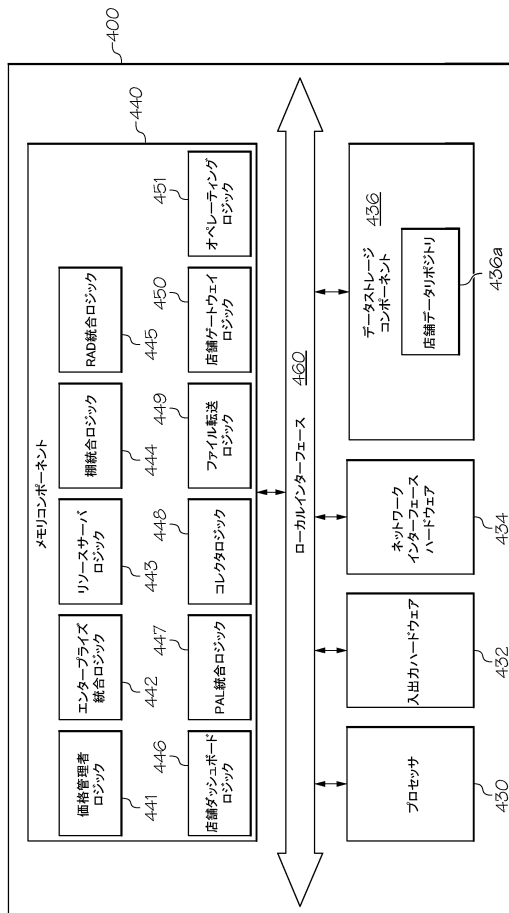 400
440
メモリコンポーネント
価格管理者
ロジック
441
エンタープライズ
統合ロジック
442
リソースサーバ
ロジック
443
棚統合ロジック
444
RAD統合ロジック
445
店舗ダッシュボード
ロジック
446
PAL統合ロジック
447
コレクタロジック
448
ファイル転送
ロジック
449
店舗ゲートウェイ
ロジック
450
オペレーティング
ロジック
451
ローカルインターフェース
460
プロセッサ
430
入出力ハードウェア
432
ネットワーク
インターフェース
ハードウェア
434
データストレージ
コンポーネント
436
店舗データリポジトリ
436a